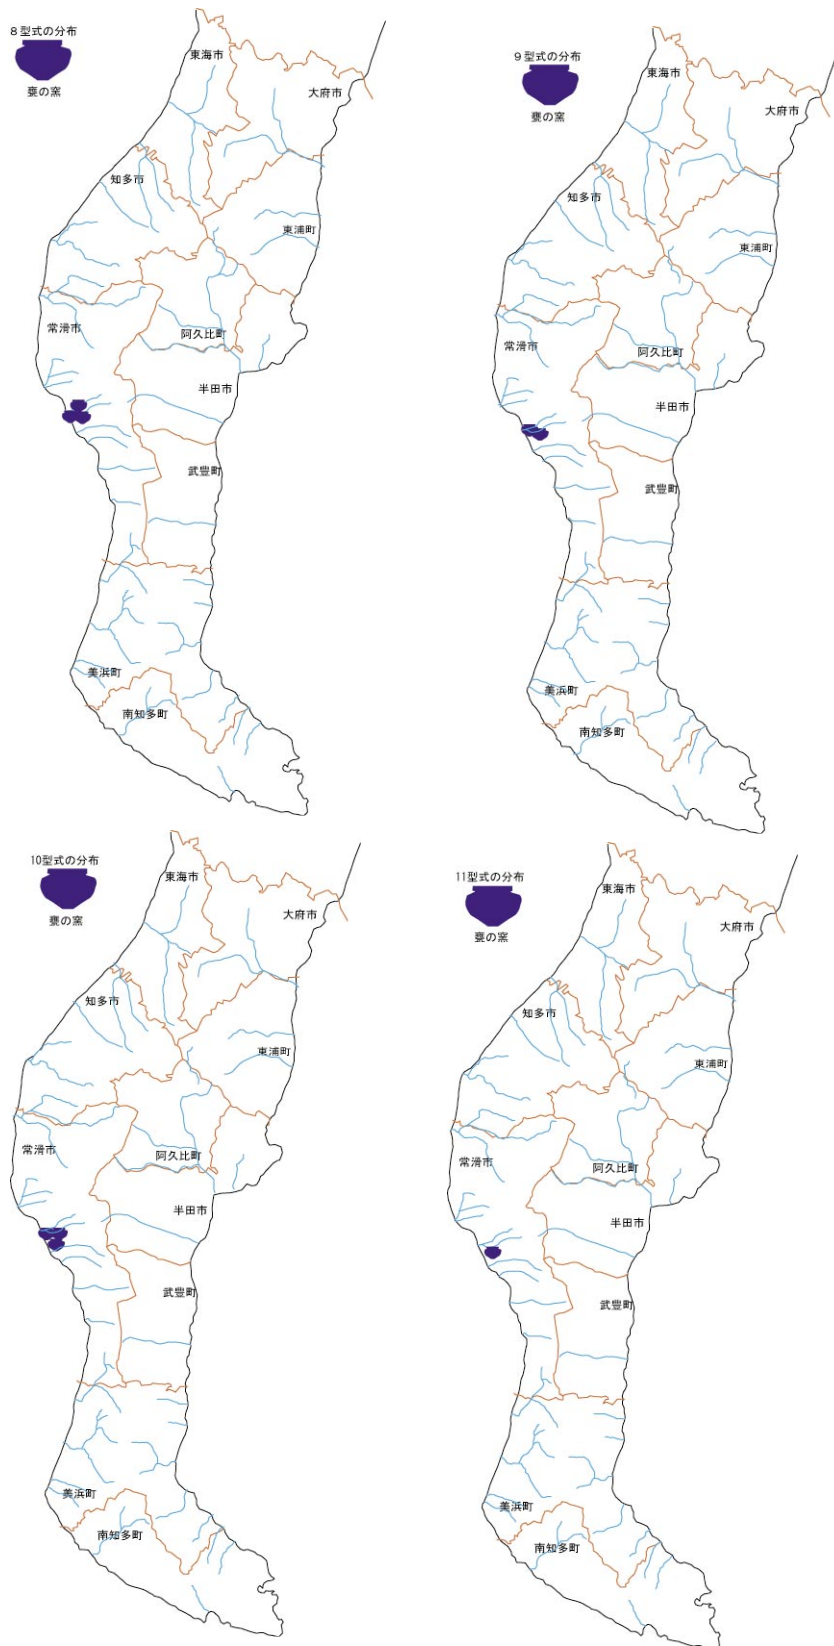 8型式の分布
甕の窯
東海市
大府市
知多市
東浦町
常滑市
阿久比町
半田市
武豊町
美浜町
南知多町
9型式の分布
甕の窯
東海市
大府市
知多市
東浦町
常滑市
阿久比町
半田市
武豊町
美浜町
南知多町
10型式の分布
甕の窯
東海市
大府市
知多市
東浦町
常滑市
阿久比町
半田市
武豊町
美浜町
南知多町
11型式の分布
甕の窯
東海市
大府市
知多市
東浦町
常滑市
阿久比町
半田市
武豊町
美浜町
南知多町